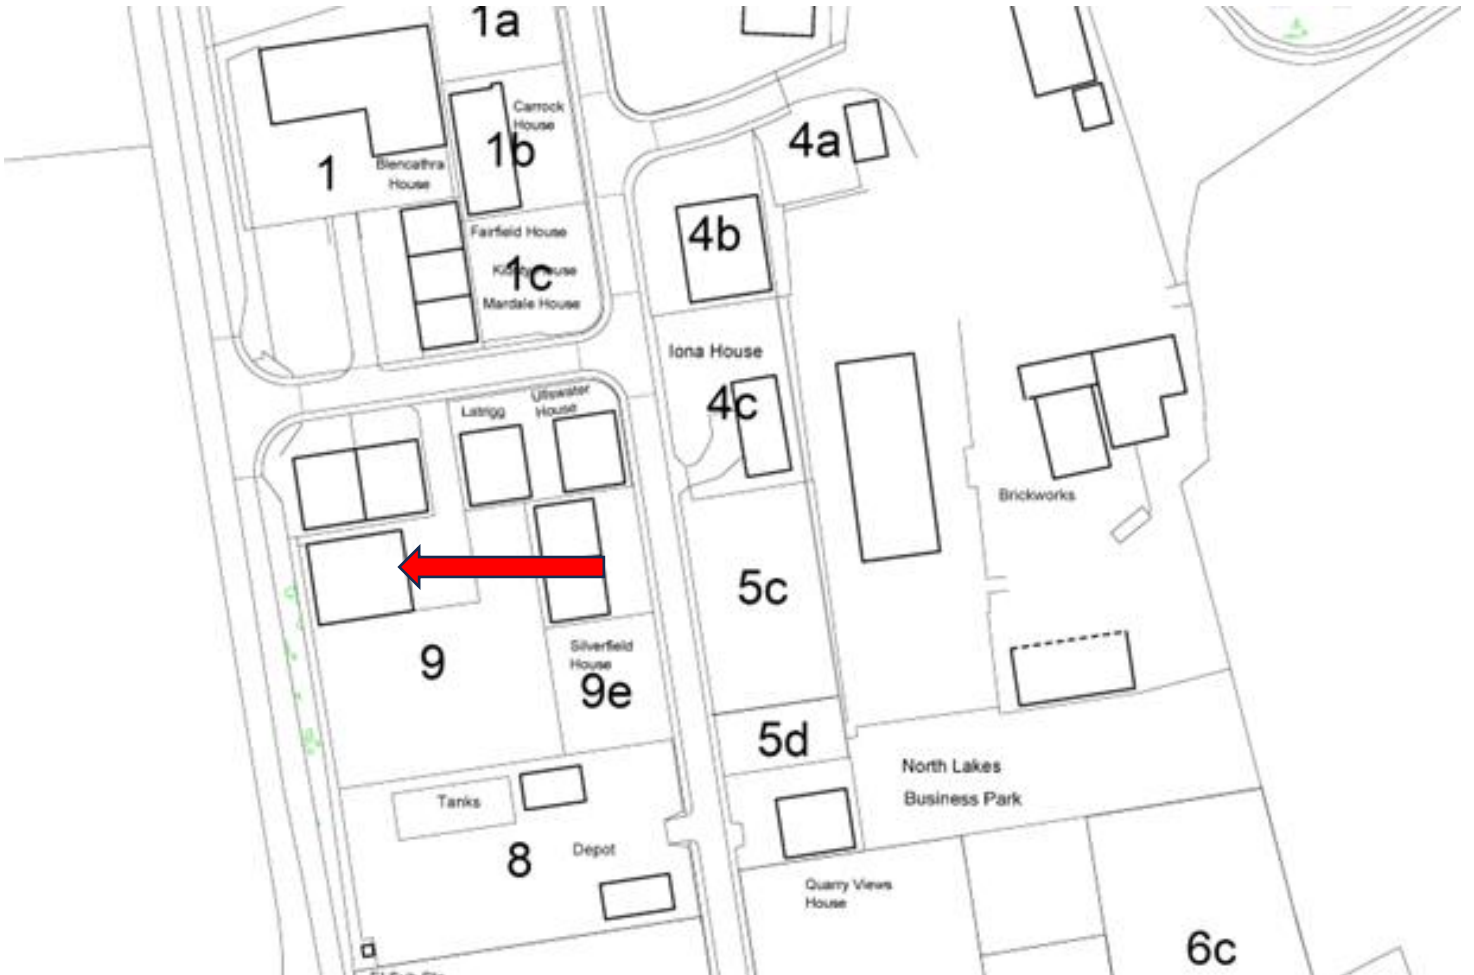 1a
Carrock
House
1b
4a
1
Blencathra
House
4b
Fairfield House
1c
Mardale House
Iona House
4c
Ullswater
House
Latrigg
Brickworks
5c
9
Silverfield
House
9e
5d
North Lakes
Business Park
Tanks
8
Depot
Quarry Views
House
6c